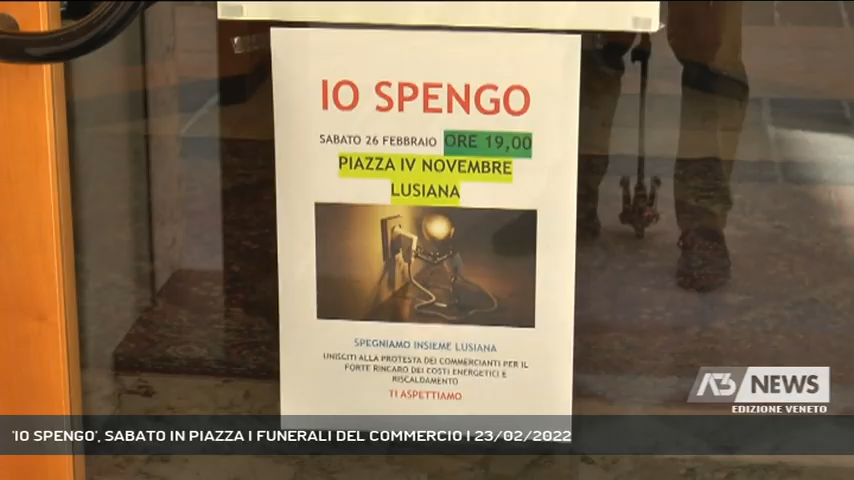 IO SPENGO
SABATO 26 FEBBRAIO ORE 19,00
PIAZZA IV NOVEMBRE
LUSIANA
SPEGNIAMO INSIEME LUSIANA
UNISCITI ALLA PROTESTA DEI COMMERCIANTI PER IL
FORTE RINCARO DEI COSTI ENERGETICI E
RISCALDAMENTO
TI ASPETTIAMO
A3 NEWS
EDIZIONE VENETO
'IO SPENGO', SABATO IN PIAZZA I FUNERALI DEL COMMERCIO | 23/02/2022